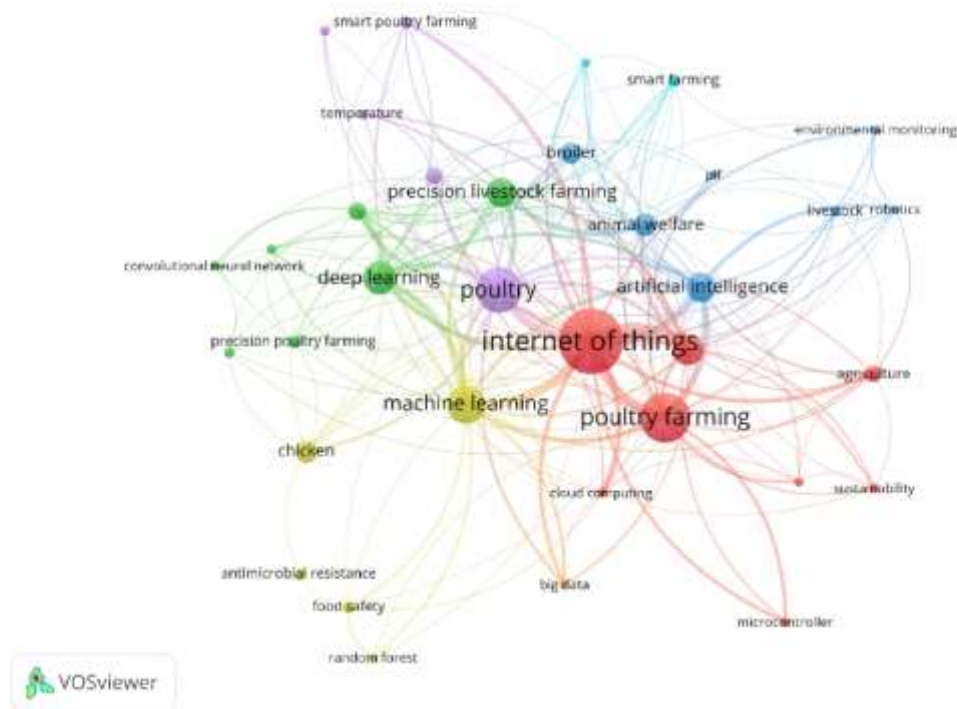 smart poultry farming
smart farming
temperature
environmental monitoring
broiler
plf
precision livestock farming
livestock
robotics
animal welfare
convolutional neural network
deep learning
poultry
artificial intelligence
internet of things
precision poultry farming
agriculture
machine learning
poultry farming
chicken
cloud computing
sustainability
antimicrobial resistance
big data
food safety
microcontroller
random forest
VOSviewer